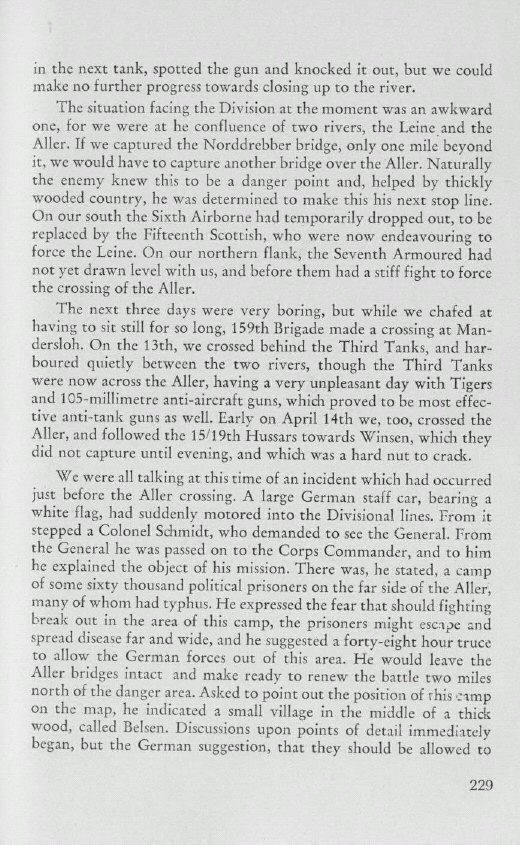 in the next tank, spotted the gun and knocked it out, but we could
make no further progress towards closing up to the river.
The situation facing the Division at the moment was an awkward
one, for we were at he confluence of two rivers, the Leine and the
Aller. If we captured the Norddrebber bridge, only one mile beyond
it, we would have to capture another bridge over the Aller. Naturally
the enemy knew this to be a danger point and, helped by thickly
wooded country, he was determined to make this his next stop line.
On our south the Sixth Airborne had temporarily dropped out, to be
replaced by the Fifteenth Scottish, who were now endeavouring to
force the Leine. On our northern flank, the Seventh Armoured had
not yet drawn level with us, and before them had a stiff fight to force
the crossing of the Aller.
The next three days were very boring, but while we chafed at
having to sit still for so long, 159th Brigade made a crossing at Man-
dersloh. On the 13th, we crossed behind the Third Tanks, and har-
boured quietly between the two rivers, though the Third Tanks
were now across the Aller, having a very unpleasant day with Tigers
and 105-millimetre anti-aircraft guns, which proved to be most effec-
tive anti-tank guns as well. Early on April 14th we, too, crossed the
Aller, and followed the 15/19th Hussars towards Winsen, which they
did not capture until evening, and which was a hard nut to crack.
We were all talking at this time of an incident which had occurred
just before the Aller crossing. A large German staff car, bearing a
white flag, had suddenly motored into the Divisional lines. From it
stepped a Colonel Schmidt, who demanded to see the General. From
the General he was passed on to the Corps Commander, and to him
he explained the object of his mission. There was, he stated, a camp
of some sixty thousand political prisoners on the far side of the Aller,
many of whom had typhus. He expressed the fear that should fighting
break out in the area of this camp, the prisoners might escape and
spread disease far and wide, and he suggested a forty-eight hour truce
to allow the German forces out of this area. He would leave the
Aller bridges intact and make ready to renew the battle two miles
north of the danger area. Asked to point out the position of this camp
on the map, he indicated a small village in the middle of a thick
wood, called Belsen. Discussions upon points of detail immediately
began, but the German suggestion, that they should be allowed to
229